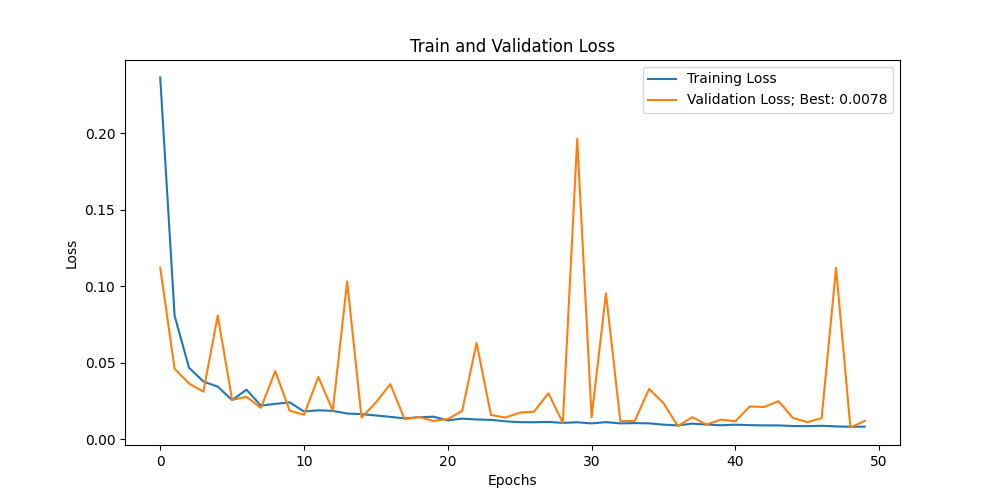 Train and Validation Loss
Training Loss
Validation Loss; Best: 0.0078
0.20
0.15
0.10
0.05
0.00
Loss
0 10 20 30 40 50
Epochs